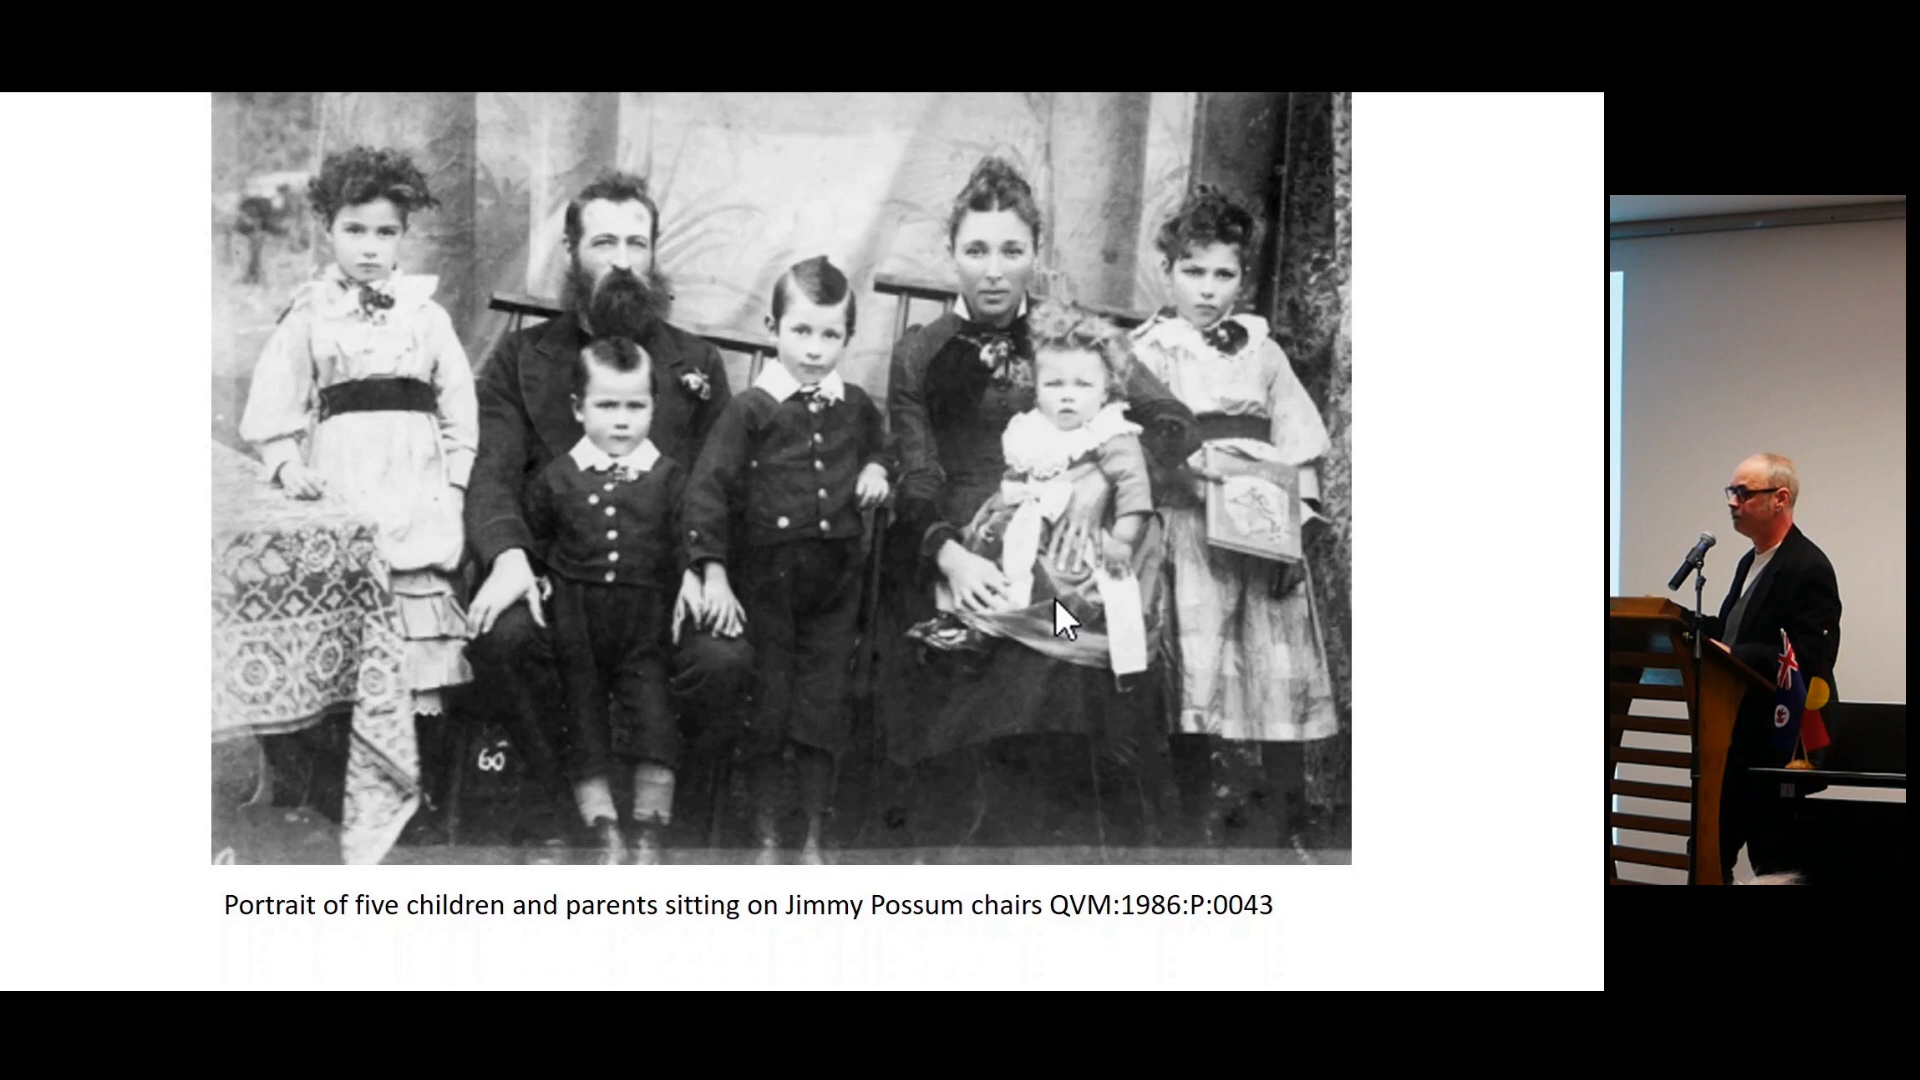 60
Portrait of five children and parents sitting on Jimmy Possum chairs QVM:1986:P:0043